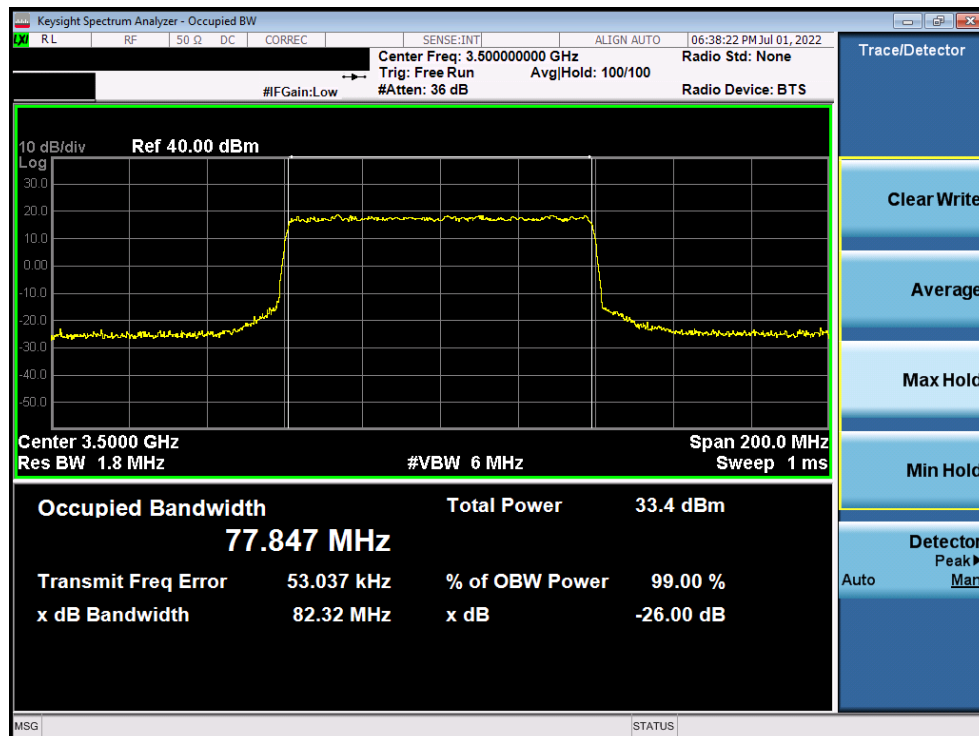 Keysight Spectrum Analyzer - Occupied BW
LXI RL RF 50 Ω DC CORREC SENSE:INT ALIGN AUTO 06:38:22 PM Jul 01, 2022
Center Freq: 3.500000000 GHz Radio Std: None
Trig: Free Run Avg|Hold: 100/100
#IFGain:Low #Atten: 36 dB Radio Device: BTS
10 dB/div Ref 40.00 dBm
Log
30.0
20.0
10.0
0.00
-10.0
-20.0
-30.0
-40.0
-50.0
Center 3.5000 GHz Span 200.0 MHz
Res BW 1.8 MHz #VBW 6 MHz Sweep 1 ms
Occupied Bandwidth Total Power 33.4 dBm
77.847 MHz
Transmit Freq Error 53.037 kHz % of OBW Power 99.00 %
x dB Bandwidth 82.32 MHz x dB -26.00 dB
MSG STATUS
Trace/Detector
Clear Write
Average
Max Hold
Min Hold
Detector
Peak▶
Auto Man